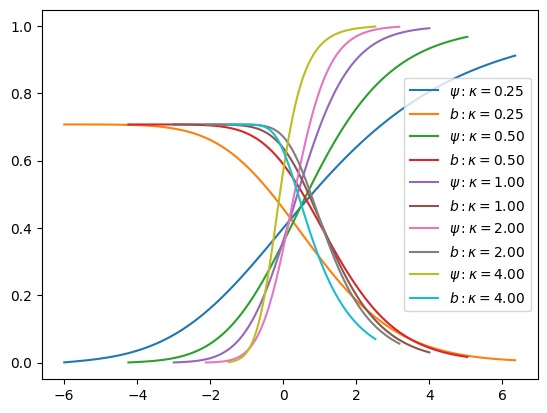 1.0
0.8
0.6
0.4
0.2
0.0
−6
−4
−2
0
2
4
6
ψ: κ = 0.25
b: κ = 0.25
ψ: κ = 0.50
b: κ = 0.50
ψ: κ = 1.00
b: κ = 1.00
ψ: κ = 2.00
b: κ = 2.00
ψ: κ = 4.00
b: κ = 4.00